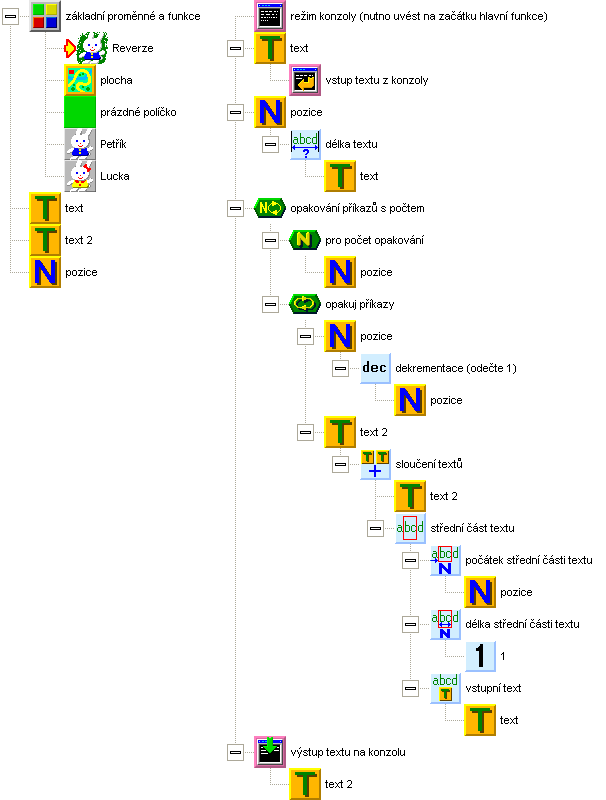 základní proměnné a funkce
Reverze
plocha
prázdné políčko
Petřík
Lucka
T text
T text 2
N pozice
režim konzoly (nutno uvést na začátku hlavní funkce)
T text
vstup textu z konzoly
N pozice
abcd ? délka textu
T text
N opakování příkazů s počtem
N pro počet opakování
N pozice
opakuj příkazy
N pozice
dec dekrementace (odečte 1)
N pozice
T text 2
T T + sloučení textů
T text 2
abcd střední část textu
abcd N počátek střední části textu
N pozice
abcd N délka střední části textu
1 1
abcd T vstupní text
T text
výstup textu na konzolu
T text 2